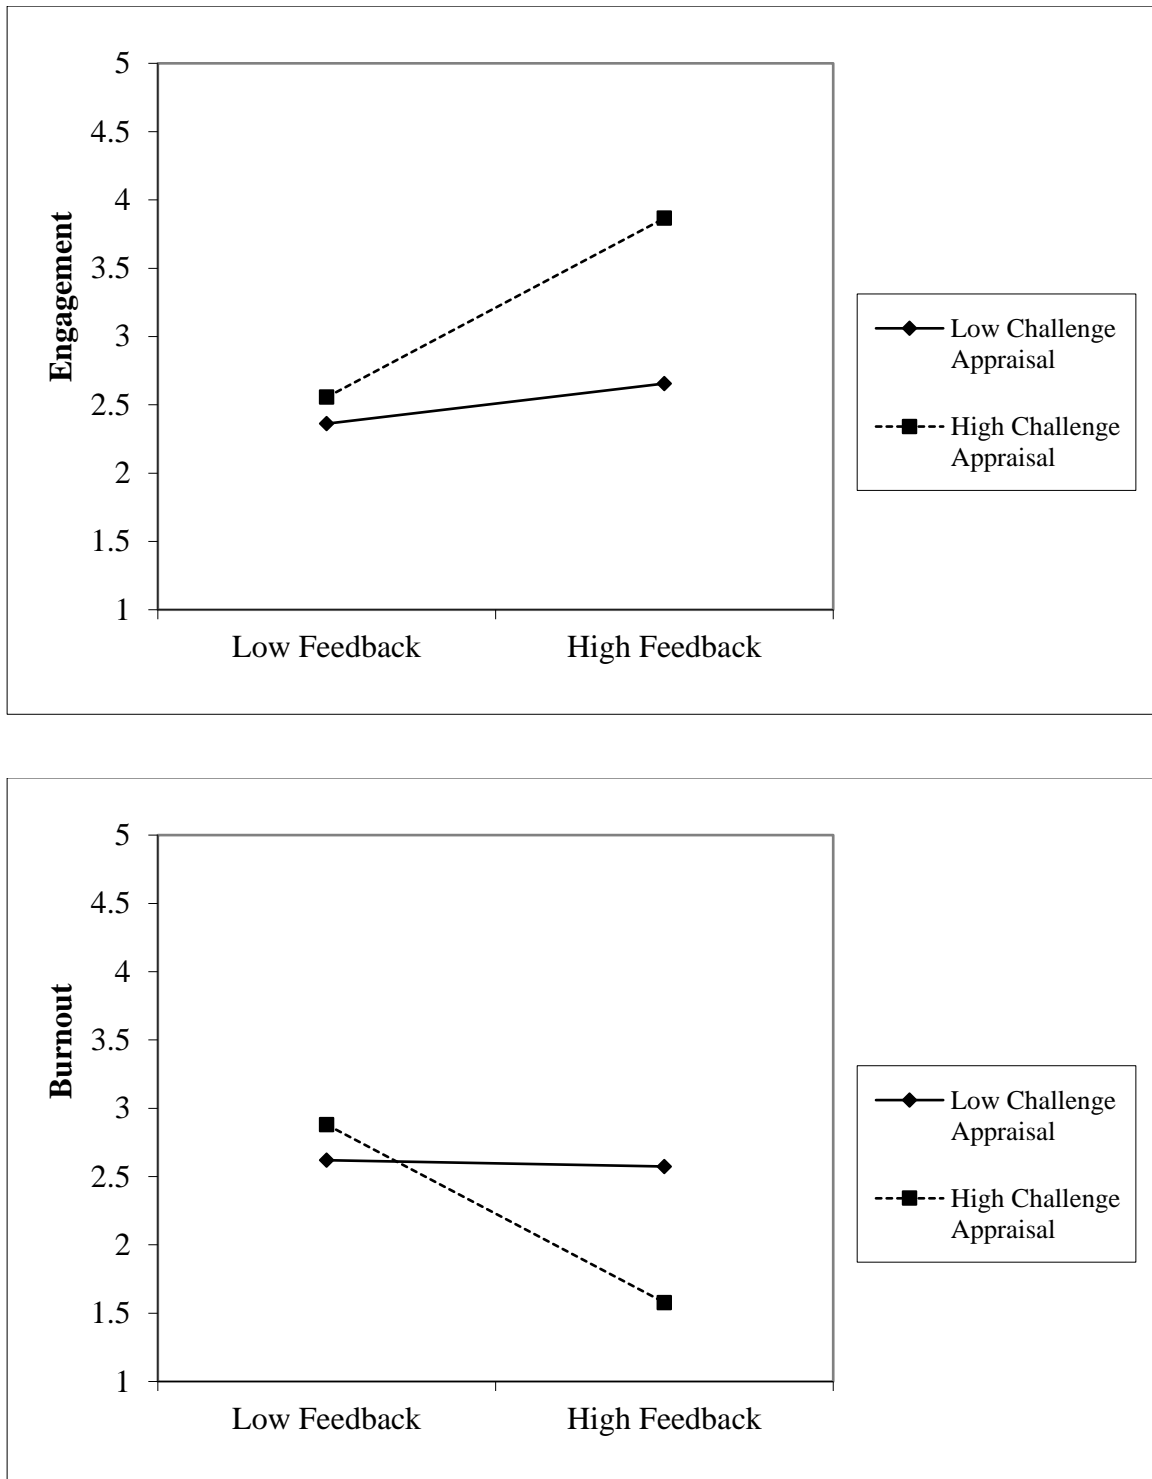 5
4.5
4
3.5
3
2.5
2
1.5
1
Engagement
Low Feedback
High Feedback
Low Challenge
Appraisal
High Challenge
Appraisal
5
4.5
4
3.5
3
2.5
2
1.5
1
Burnout
Low Feedback
High Feedback
Low Challenge
Appraisal
High Challenge
Appraisal